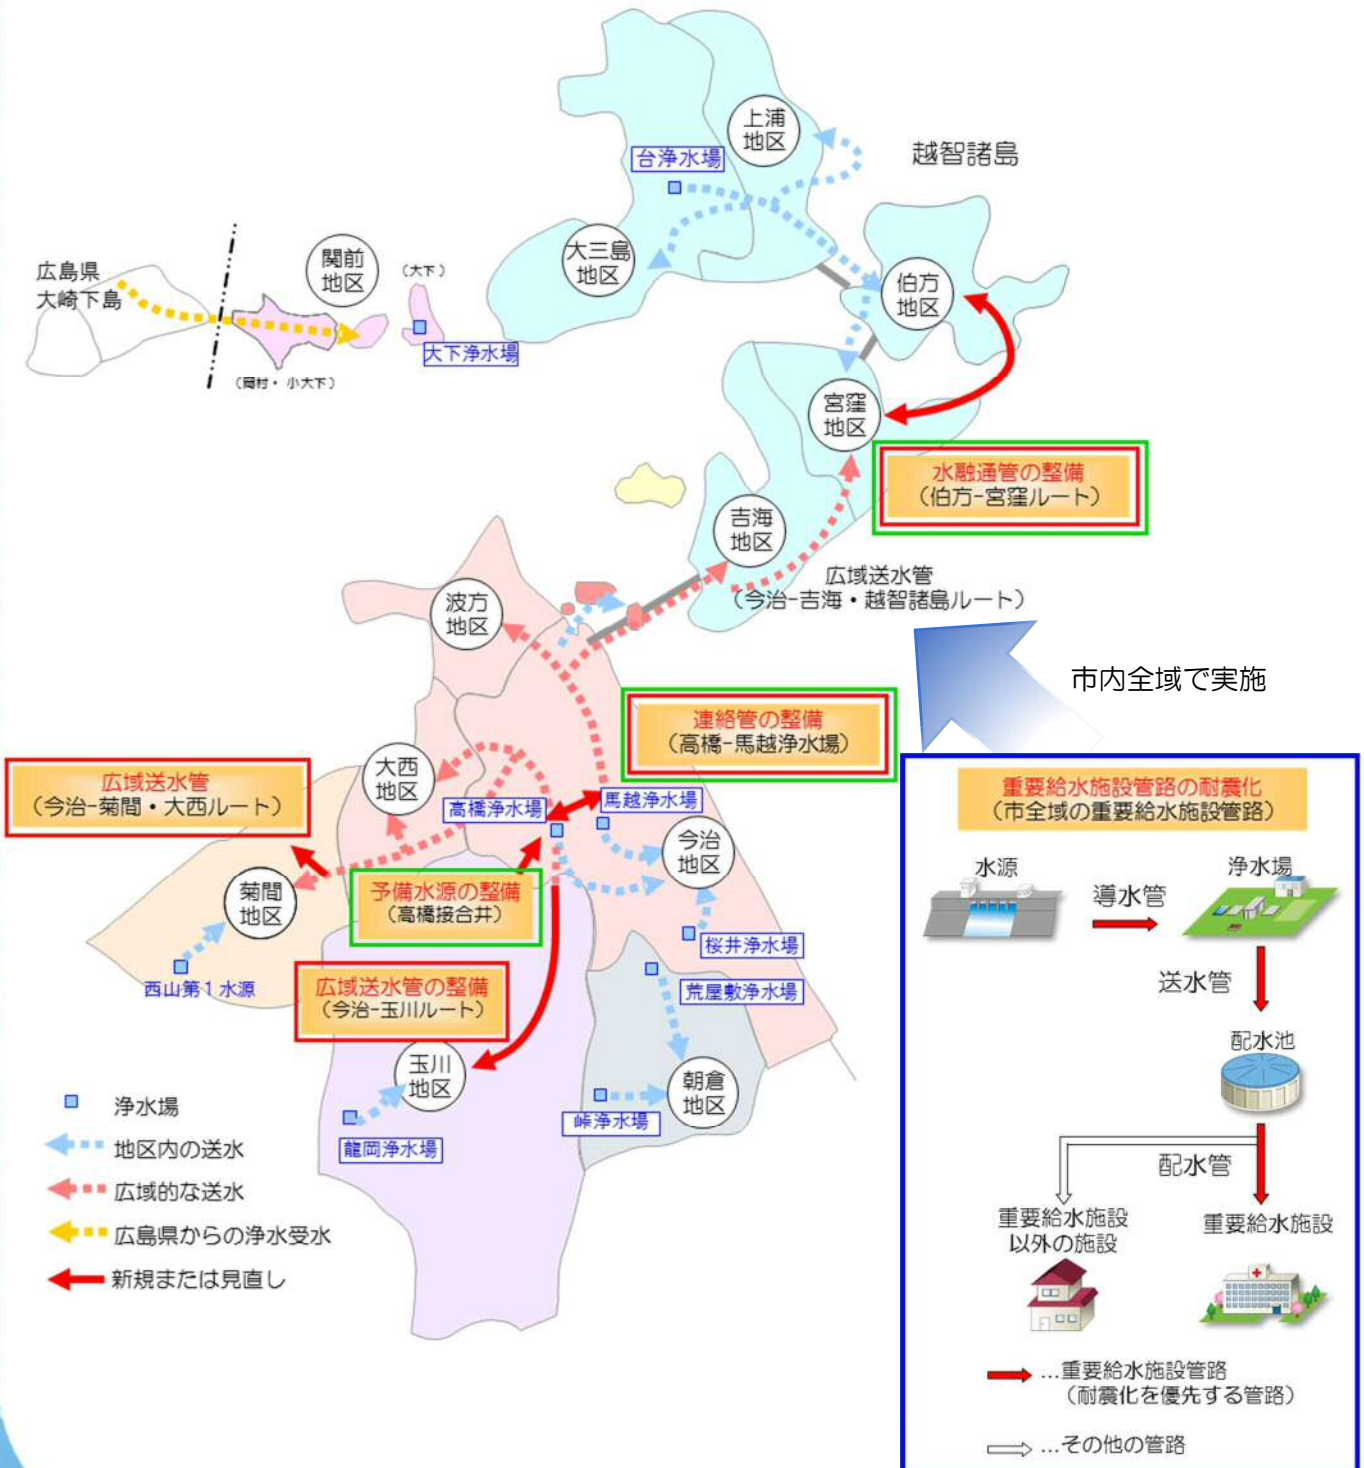 上浦
地区
越智諸島
台浄水場
関前
地区
(大下)
大三島
地区
広島県
大崎下島
伯方
地区
大下浄水場
(岡村・小大下)
宮窪
地区
水融通管の整備
(伯方-宮窪ルート)
吉海
地区
広域送水管
(今治-吉海・越智諸島ルート)
波方
地区
市内全域で実施
連絡管の整備
(高橋-馬越浄水場)
広域送水管
(今治-菊間・大西ルート)
大西
地区
高橋浄水場
馬越浄水場
今治
地区
菊間
地区
予備水源の整備
(高橋接合井)
桜井浄水場
西山第1水源
荒屋敷浄水場
広域送水管の整備
(今治-玉川ルート)
玉川
地区
朝倉
地区
峠浄水場
龍岡浄水場
浄水場
地区内の送水
広域的な送水
広島県からの浄水受水
新規または見直し
重要給水施設管路の耐震化
(市全域の重要給水施設管路)
水源
浄水場
導水管
送水管
配水池
配水管
重要給水施設
以外の施設
重要給水施設
…重要給水施設管路
(耐震化を優先する管路)
…その他の管路